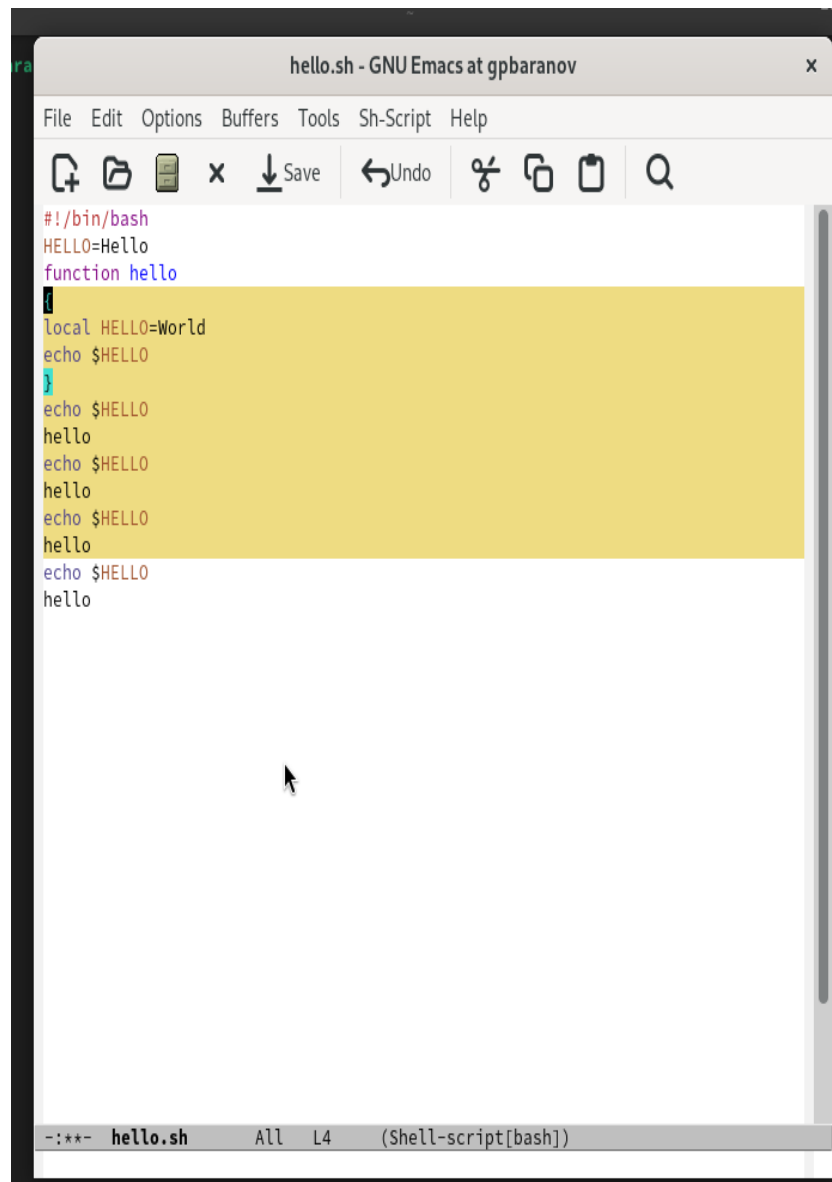 ~
ra
hello.sh - GNU Emacs at gpbaranov
x
File Edit Options Buffers Tools Sh-Script Help
Save Undo
#!/bin/bash
HELLO=Hello
function hello
{
local HELLO=World
echo $HELLO
}
echo $HELLO
hello
echo $HELLO
hello
echo $HELLO
hello
echo $HELLO
hello
-:**- hello.sh All L4 (Shell-script[bash])